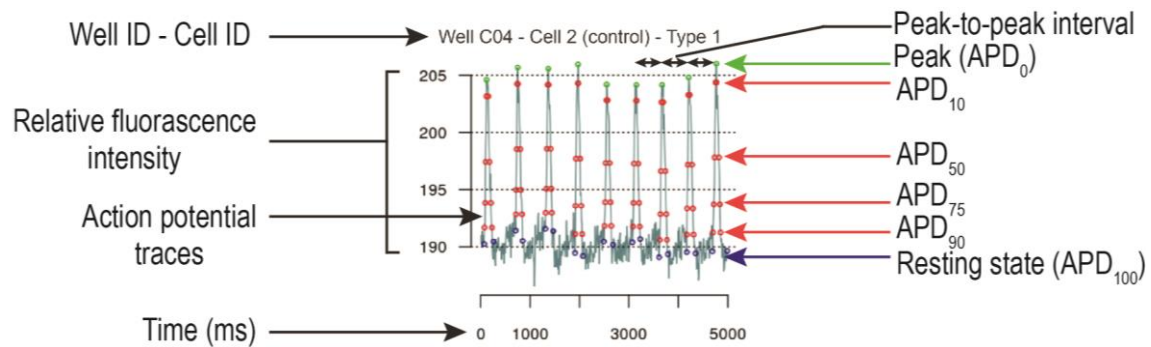 Well ID - Cell ID
Well C04 - Cell 2 (control) - Type 1
Peak-to-peak interval
Peak (APD0)
APD10
APD50
APD75
APD90
Resting state (APD100)
Relative fluorascence
intensity
Action potential
traces
205
200
195
190
Time (ms)
0 1000 3000 5000